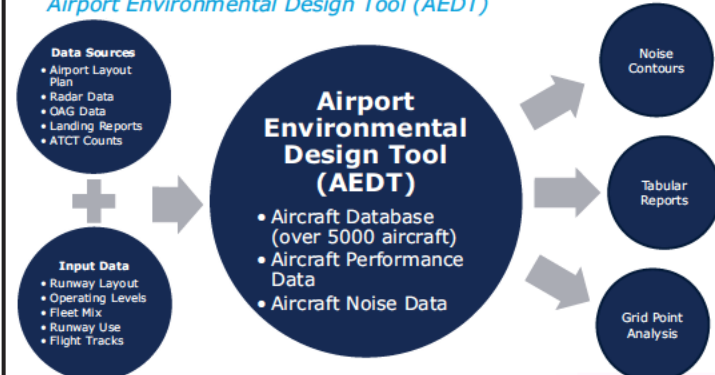 Airport Environmental Design Tool (AEDT)
Data Sources
• Airport Layout
Plan
• Radar Data
• OAG Data
• Landing Reports
• ATCT Counts
Input Data
• Runway Layout
• Operating Levels
• Fleet Mix
• Runway Use
• Flight Tracks
Airport
Environmental
Design Tool
(AEDT)
• Aircraft Database
(over 5000 aircraft)
• Aircraft Performance
Data
• Aircraft Noise Data
Noise
Contours
Tabular
Reports
Grid Point
Analysis